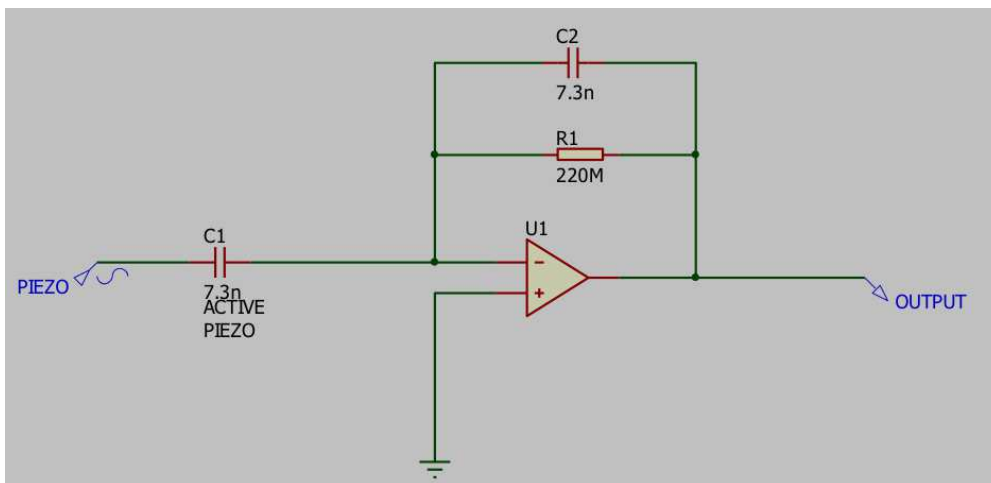 C2
7.3n
R1
220M
U1
C1
7.3n
ACTIVE
PIEZO
PIEZO
OUTPUT